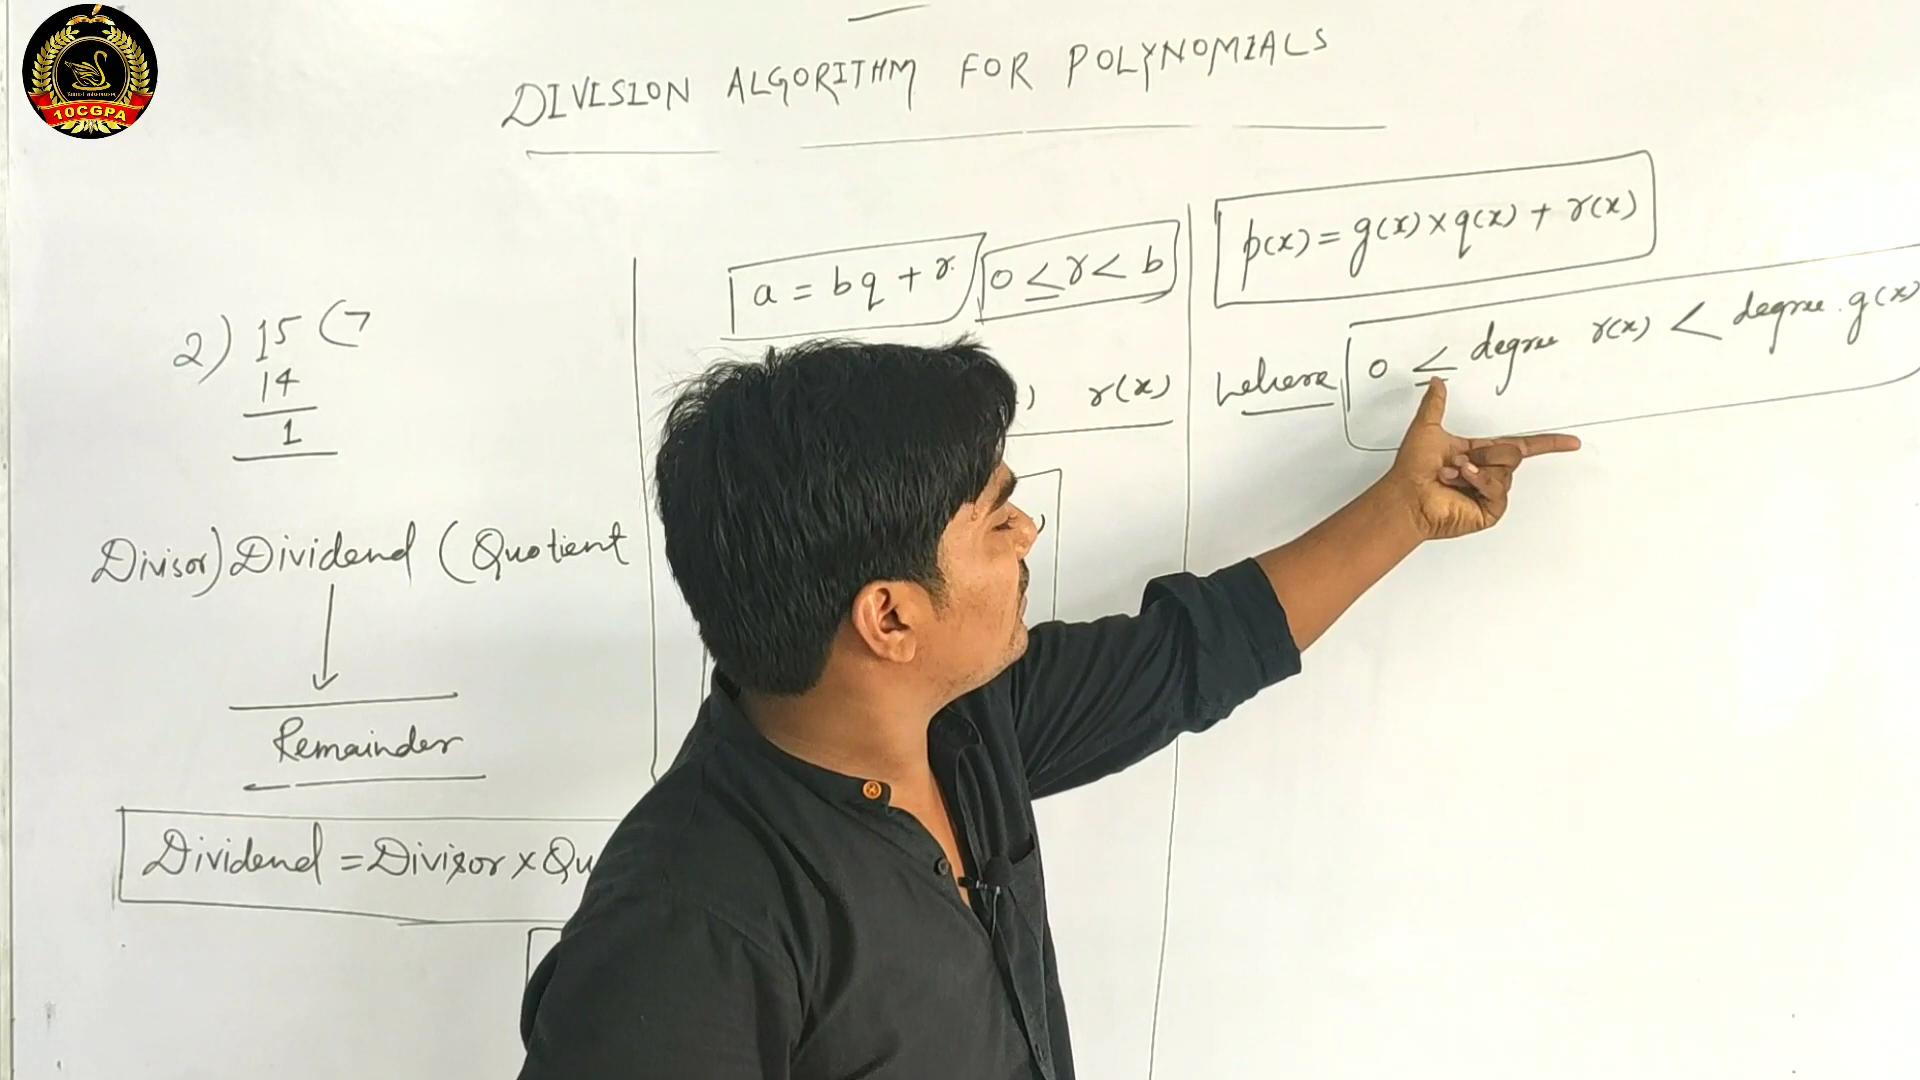 10CGPA
DIVISION ALGORITHM FOR POLYNOMIALS
2) 15 (7
14
1
Divisor) Dividend (Quotient
Remainder
Dividend = Divisor × Qu
a = bq + r
0 ≤ r < b
) r(x)
p(x) = g(x) × q(x) + r(x)
where 0 ≤ degree r(x) < degree g(x)